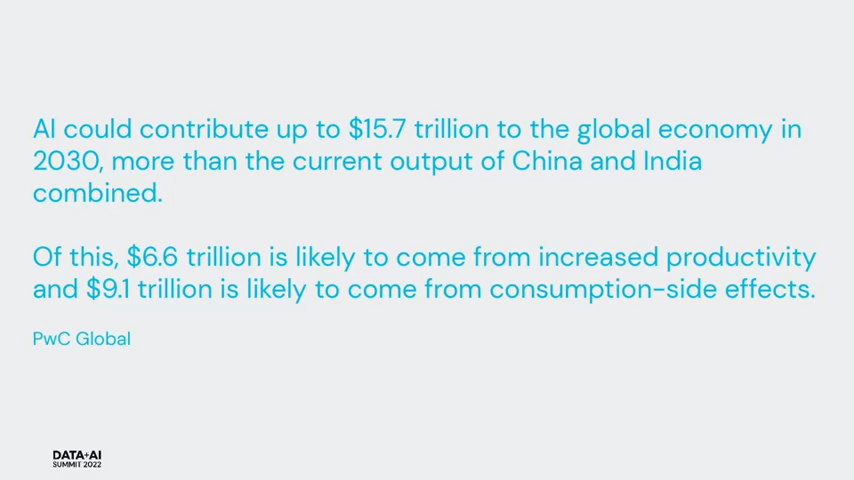 AI could contribute up to $15.7 trillion to the global economy in
2030, more than the current output of China and India
combined.
Of this, $6.6 trillion is likely to come from increased productivity
and $9.1 trillion is likely to come from consumption-side effects.
PwC Global
DATA+AI
SUMMIT 2022